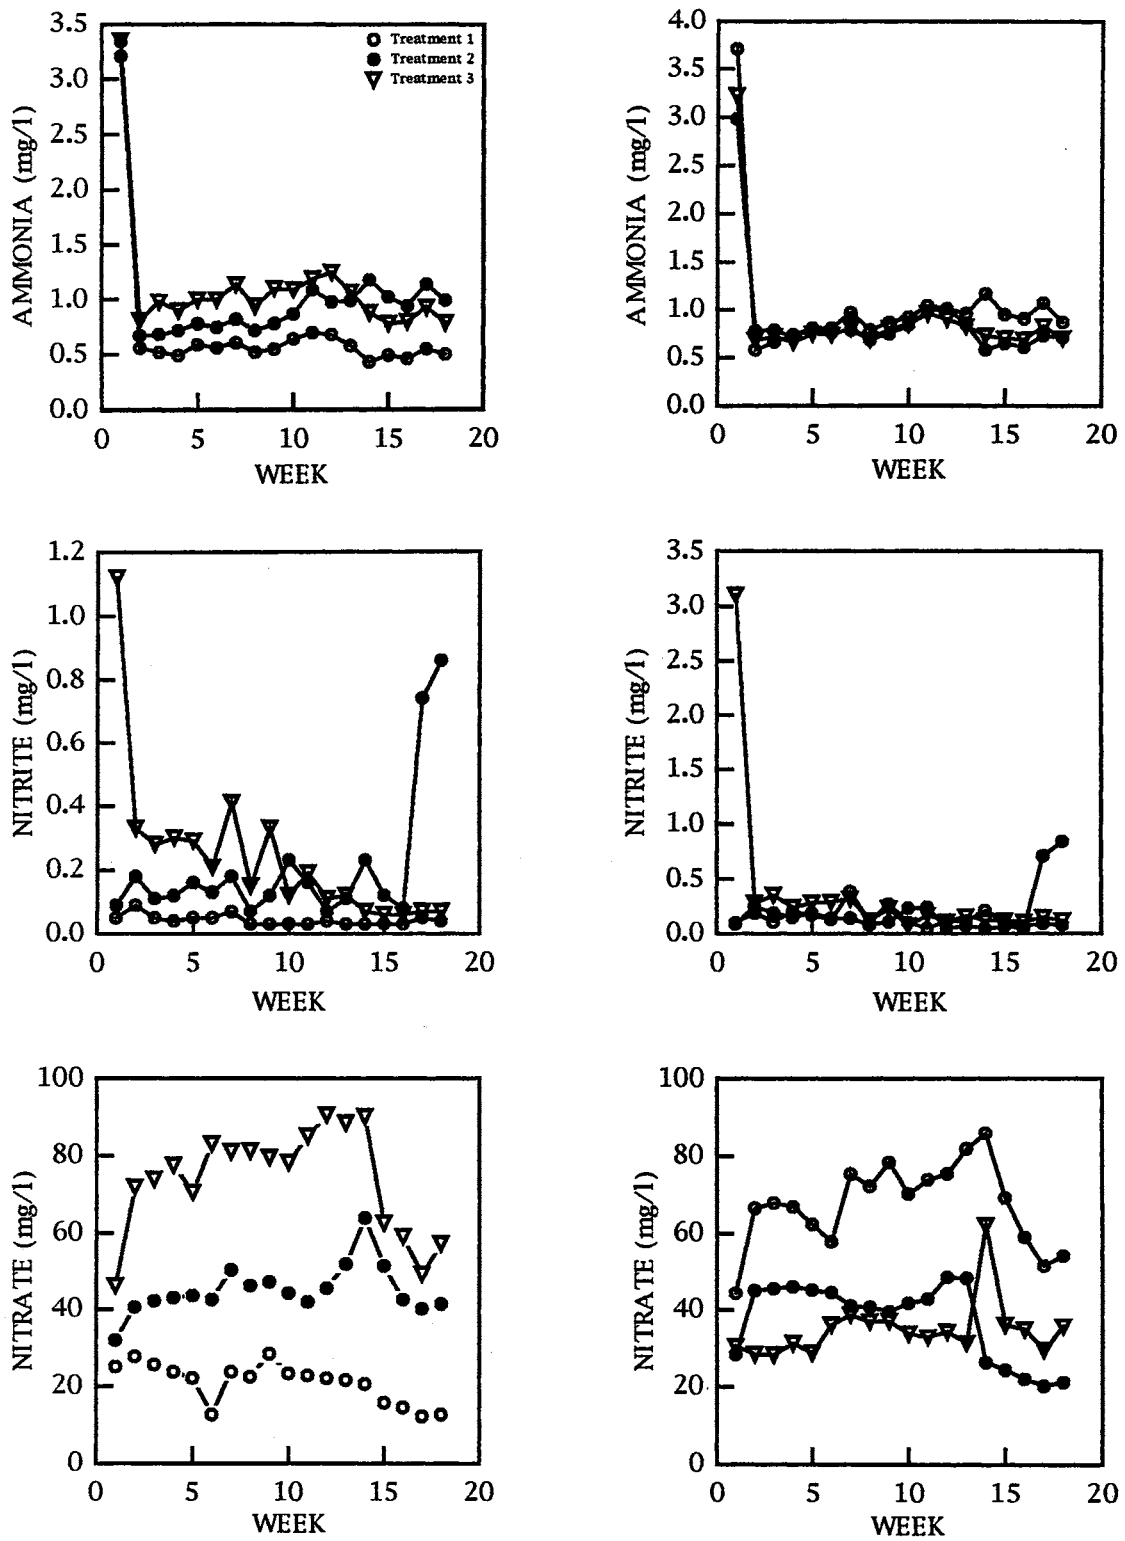 3.5
3.0
2.5
2.0
1.5
1.0
0.5
0.0
AMMONIA (mg/l)
Treatment 1
Treatment 2
Treatment 3
0 5 10 15 20
WEEK
4.0
3.5
3.0
2.5
2.0
1.5
1.0
0.5
0.0
AMMONIA (mg/l)
0 5 10 15 20
WEEK
1.2
1.0
0.8
0.6
0.4
0.2
0.0
NITRITE (mg/l)
0 5 10 15 20
WEEK
3.5
3.0
2.5
2.0
1.5
1.0
0.5
0.0
NITRITE (mg/l)
0 5 10 15 20
WEEK
100
80
60
40
20
0
NITRATE (mg/l)
0 5 10 15 20
WEEK
100
80
60
40
20
0
NITRATE (mg/l)
0 5 10 15 20
WEEK